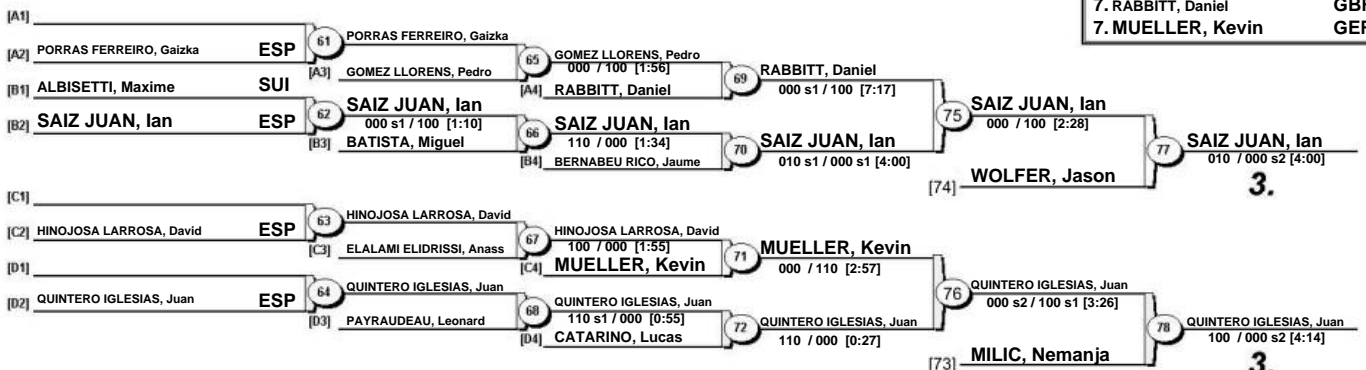 7. RABBITT, Daniel
7. MUELLER, Kevin
[A1]
[A2] PORRAS FERREIRO, Gaizka ESP
[B1] ALBISETTI, Maxime SUI
[B2] SAIZ JUAN, Ian ESP
[C1]
[C2] HINOJOSA LARROSA, David ESP
[D1]
[D2] QUINTERO IGLESIAS, Juan ESP
61 PORRAS FERREIRO, Gaizka
[A3] GOMEZ LLORENS, Pedro
62 SAIZ JUAN, Ian
000 s1 / 100 [1:10]
[B3] BATISTA, Miguel
63 HINOJOSA LARROSA, David
[C3] ELALAMI ELIDRISSI, Anass
64 QUINTERO IGLESIAS, Juan
[D3] PAYRAUDEAU, Leonard
65 GOMEZ LLORENS, Pedro
000 / 100 [1:56]
[A4] RABBITT, Daniel
66 SAIZ JUAN, Ian
110 / 000 [1:34]
[B4] BERNABEU RICO, Jaume
67 HINOJOSA LARROSA, David
100 / 000 [1:55]
[C4] MUELLER, Kevin
68 QUINTERO IGLESIAS, Juan
110 s1 / 000 [0:55]
[D4] CATARINO, Lucas
69 RABBITT, Daniel
000 s1 / 100 [7:17]
70 SAIZ JUAN, Ian
010 s1 / 000 s1 [4:00]
71 MUELLER, Kevin
000 / 110 [2:57]
72 QUINTERO IGLESIAS, Juan
110 / 000 [0:27]
75 SAIZ JUAN, Ian
000 / 100 [2:28]
[74] WOLFER, Jason
76 QUINTERO IGLESIAS, Juan
000 s2 / 100 s1 [3:26]
[73] MILIC, Nemanja
77 SAIZ JUAN, Ian
010 / 000 s2 [4:00]
3.
78 QUINTERO IGLESIAS, Juan
100 / 000 s2 [4:14]
3.